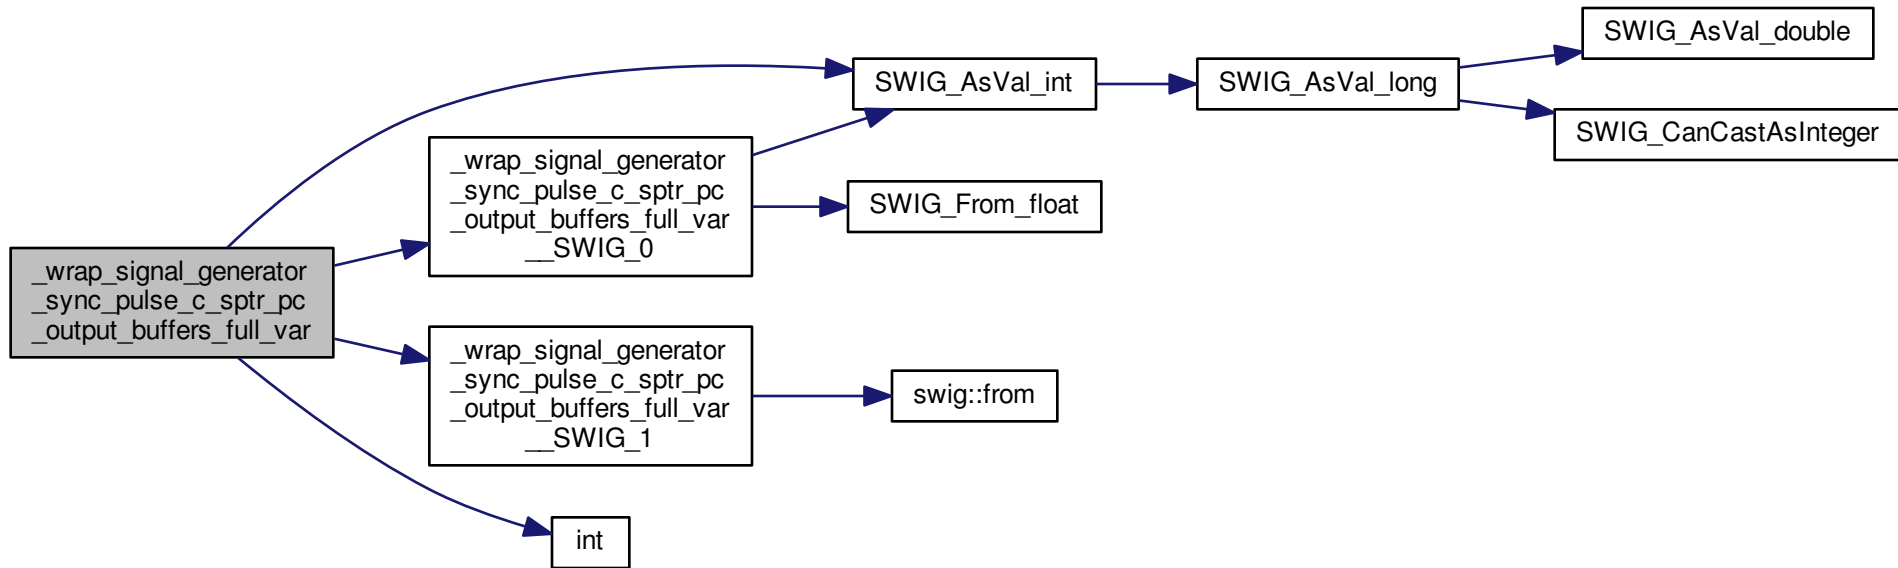 _wrap_signal_generator
_sync_pulse_c_sptr_pc
_output_buffers_full_var
_wrap_signal_generator
_sync_pulse_c_sptr_pc
_output_buffers_full_var
__SWIG_0
_wrap_signal_generator
_sync_pulse_c_sptr_pc
_output_buffers_full_var
__SWIG_1
int
SWIG_AsVal_int
SWIG_From_float
swig::from
SWIG_AsVal_long
SWIG_AsVal_double
SWIG_CanCastAsInteger